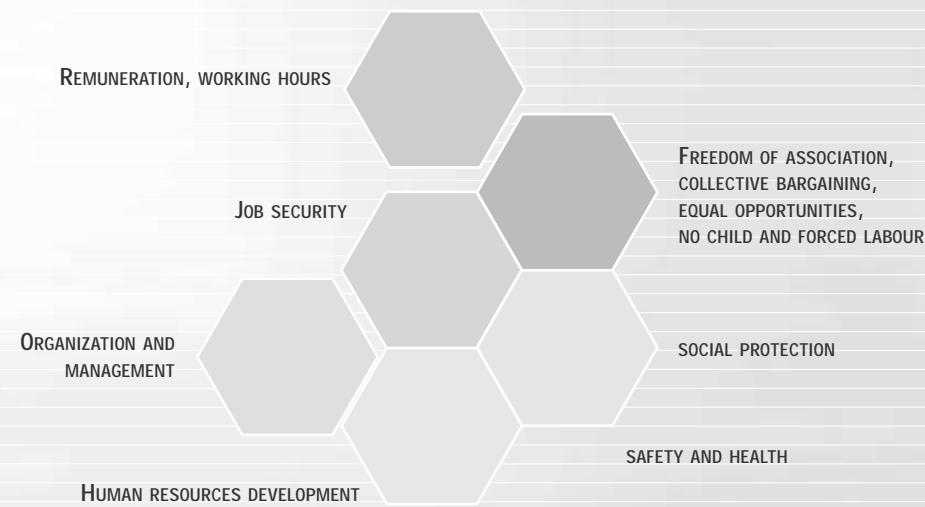 Remuneration, working hours
Freedom of association,
collective bargaining,
equal opportunities,
no child and forced labour
Job security
Organization and
management
social protection
safety and health
Human resources development